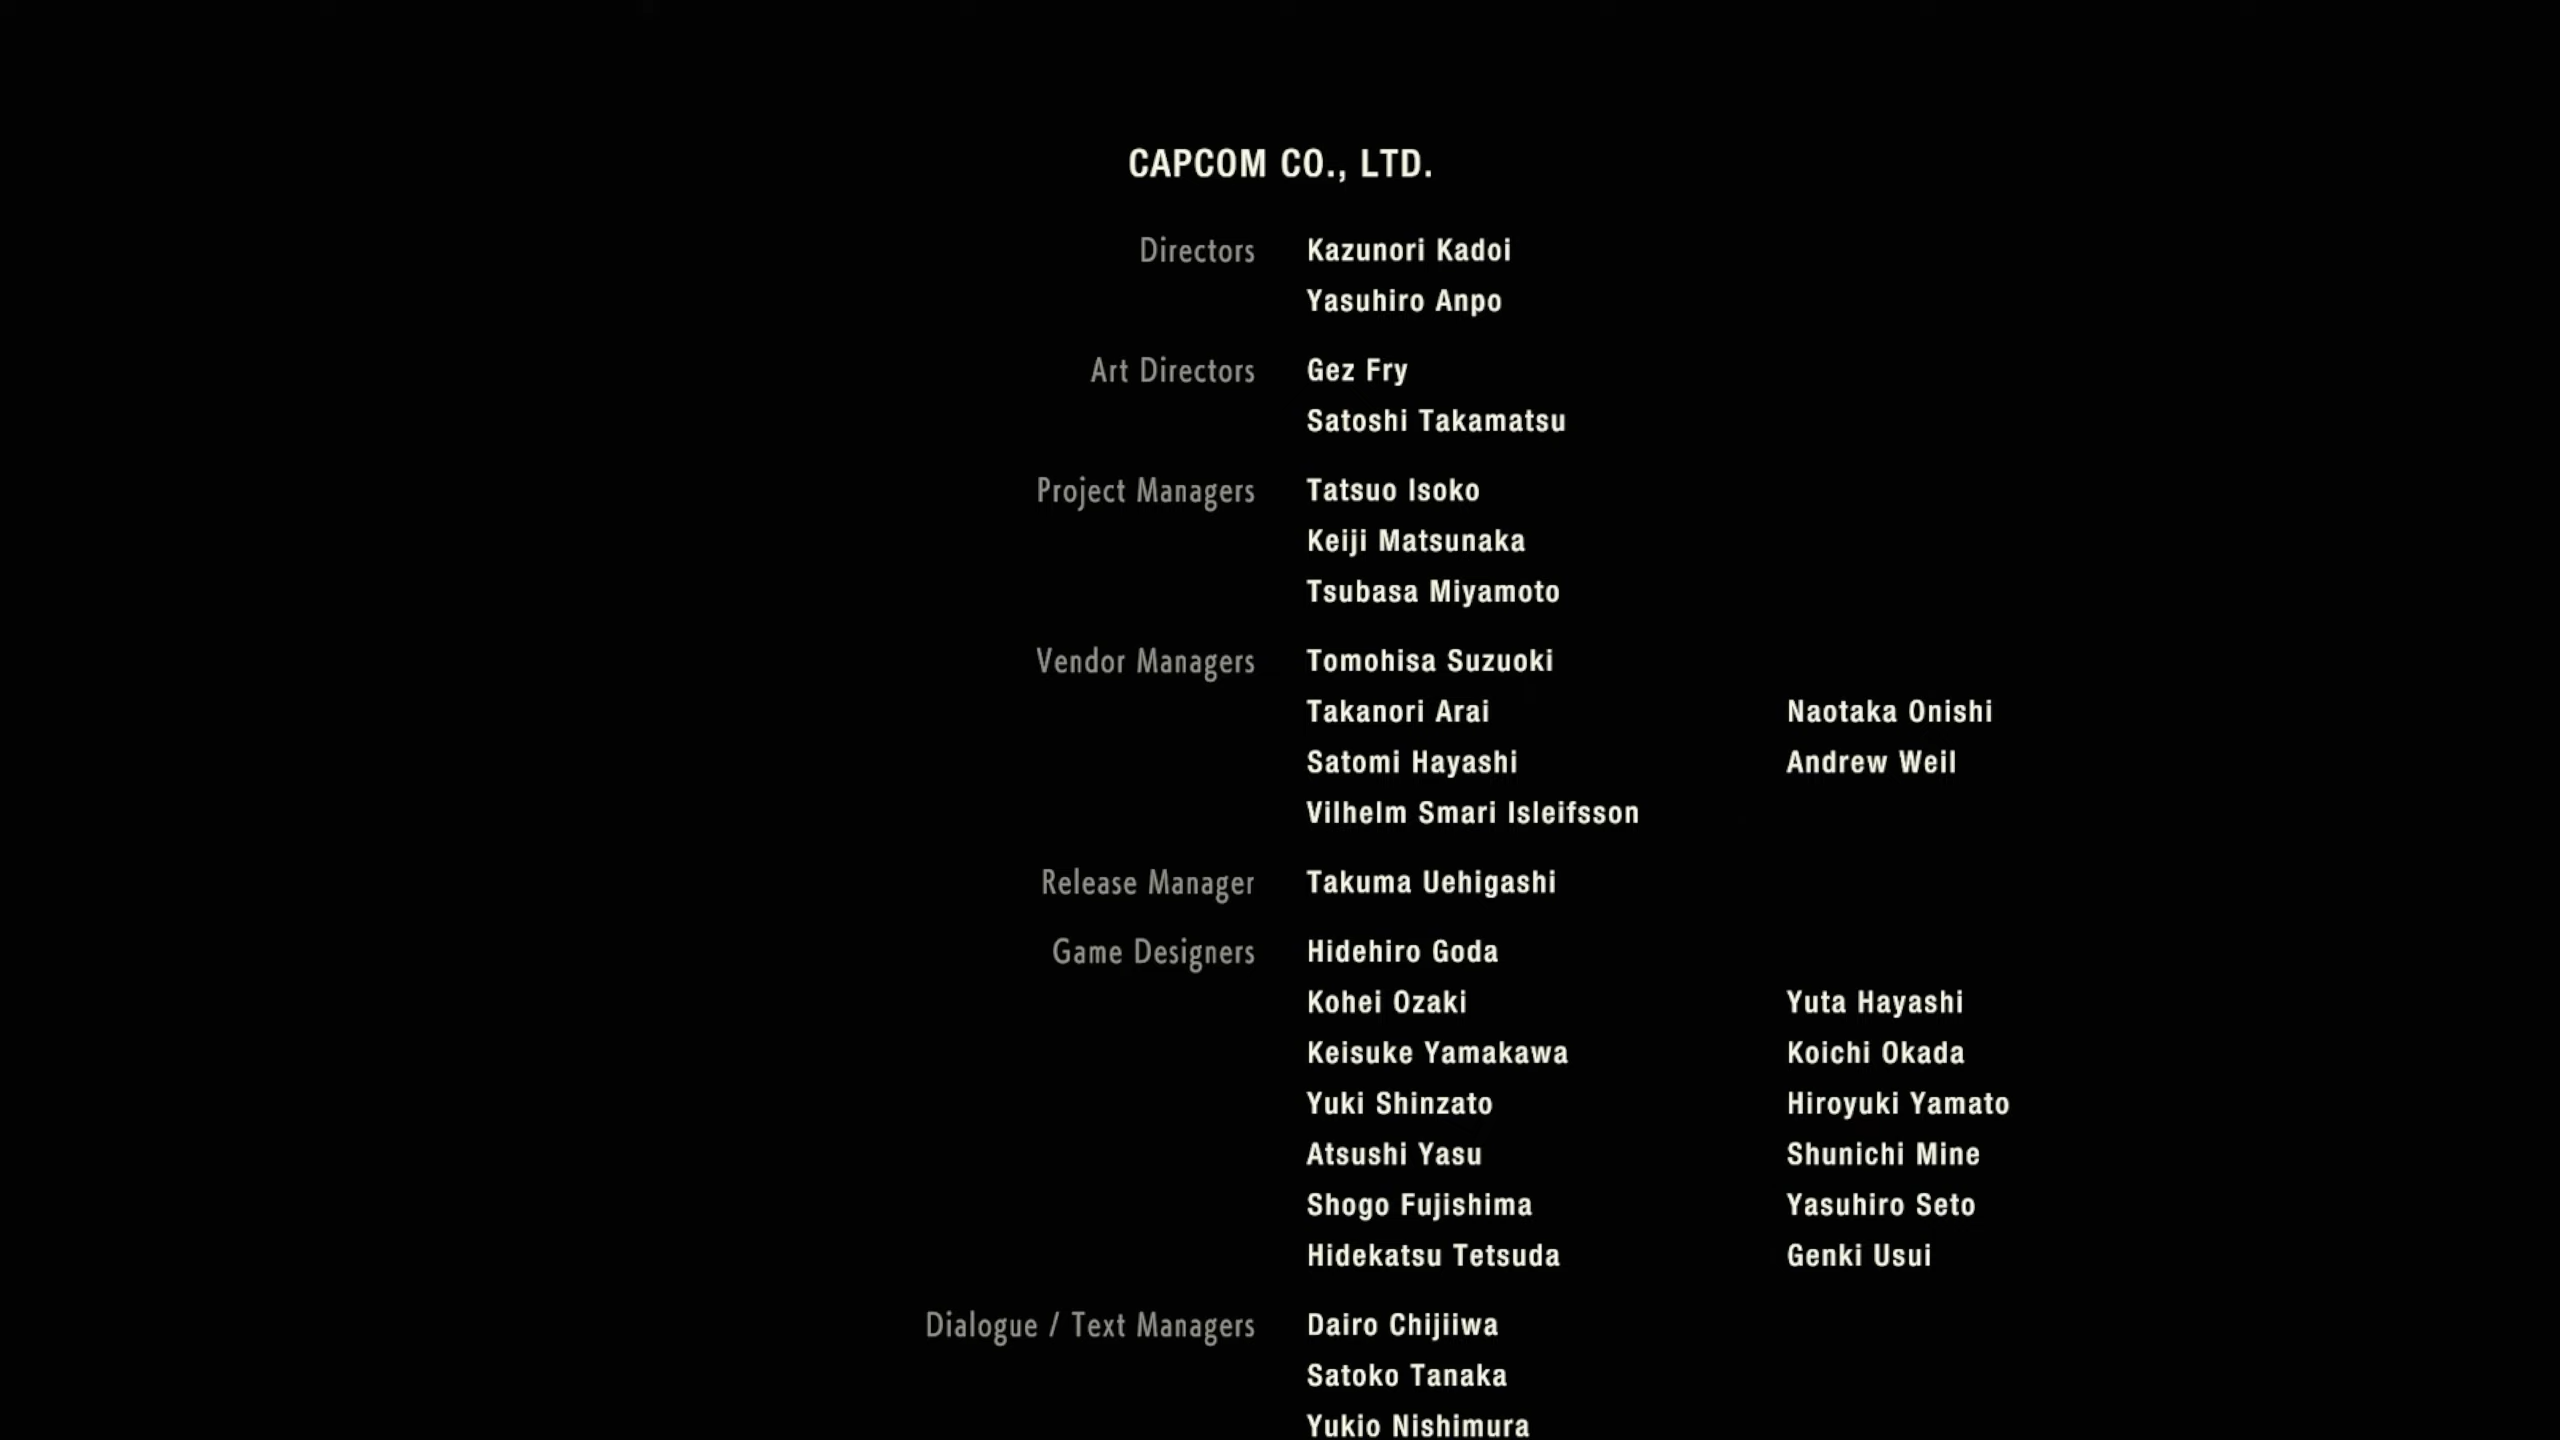 CAPCOM CO., LTD.
Directors Kazunori Kadoi
Yasuhiro Anpo
Art Directors Gez Fry
Satoshi Takamatsu
Project Managers Tatsuo Isoko
Keiji Matsunaka
Tsubasa Miyamoto
Vendor Managers Tomohisa Suzuoki
Takanori Arai Naotaka Onishi
Satomi Hayashi Andrew Weil
Vilhelm Smari Isleifsson
Release Manager Takuma Uehigashi
Game Designers Hidehiro Goda
Kohei Ozaki Yuta Hayashi
Keisuke Yamakawa Koichi Okada
Yuki Shinzato Hiroyuki Yamato
Atsushi Yasu Shunichi Mine
Shogo Fujishima Yasuhiro Seto
Hidekatsu Tetsuda Genki Usui
Dialogue / Text Managers Dairo Chijiiwa
Satoko Tanaka
Yukio Nishimura